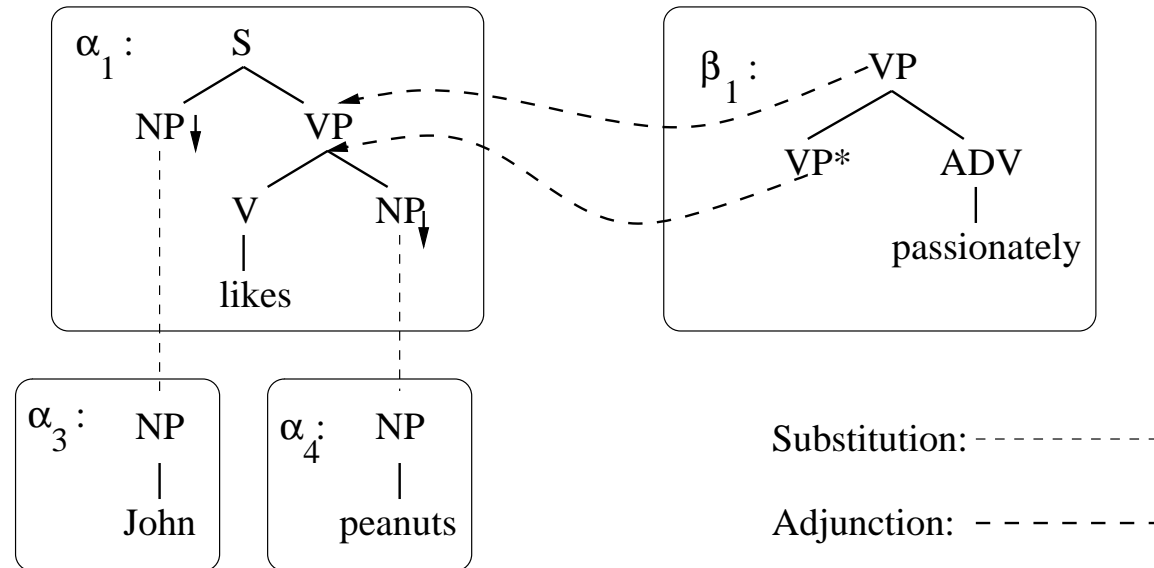 α1 : S
NP↓ VP
V NP↓
likes
β1 : VP
VP* ADV
passionately
α3 : NP
John
α4 : NP
peanuts
Substitution:
Adjunction: